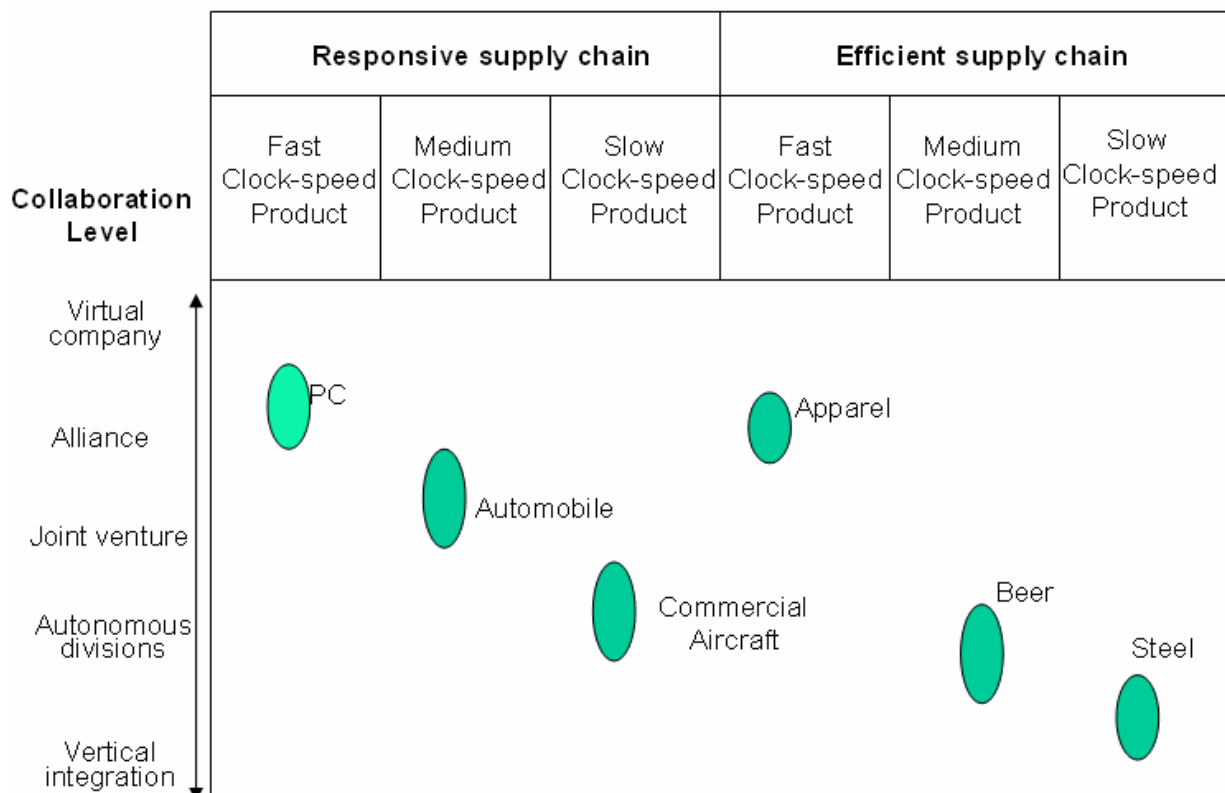 Responsive supply chain
Efficient supply chain
Collaboration
Level
Fast
Clock-speed
Product
Medium
Clock-speed
Product
Slow
Clock-speed
Product
Fast
Clock-speed
Product
Medium
Clock-speed
Product
Slow
Clock-speed
Product
Virtual
company
PC
Apparel
Alliance
Automobile
Joint venture
Beer
Commercial
Aircraft
Autonomous
divisions
Steel
Vertical
integration